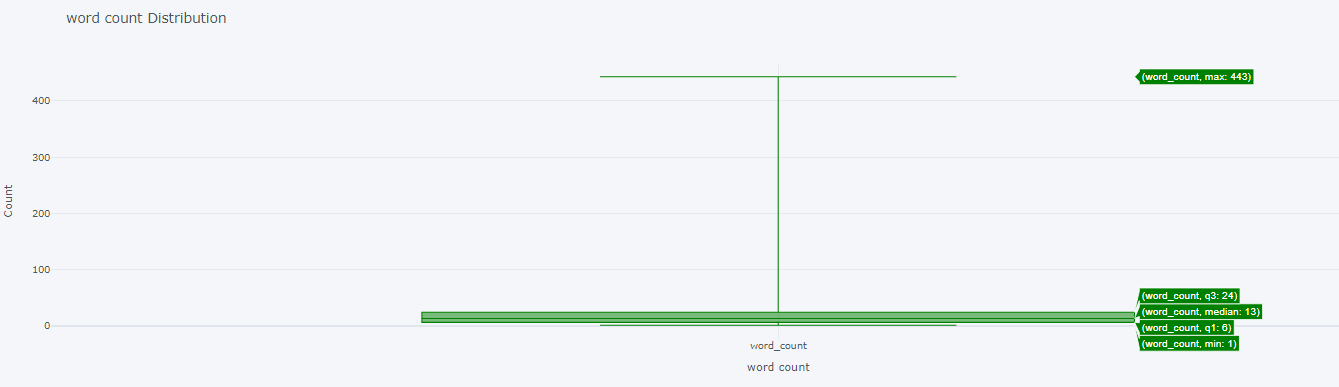 word count Distribution
Count
400
300
200
100
0
(word_count, max: 443)
(word_count, q3: 24)
(word_count, median: 13)
(word_count, q1: 6)
(word_count, min: 1)
word_count
word count